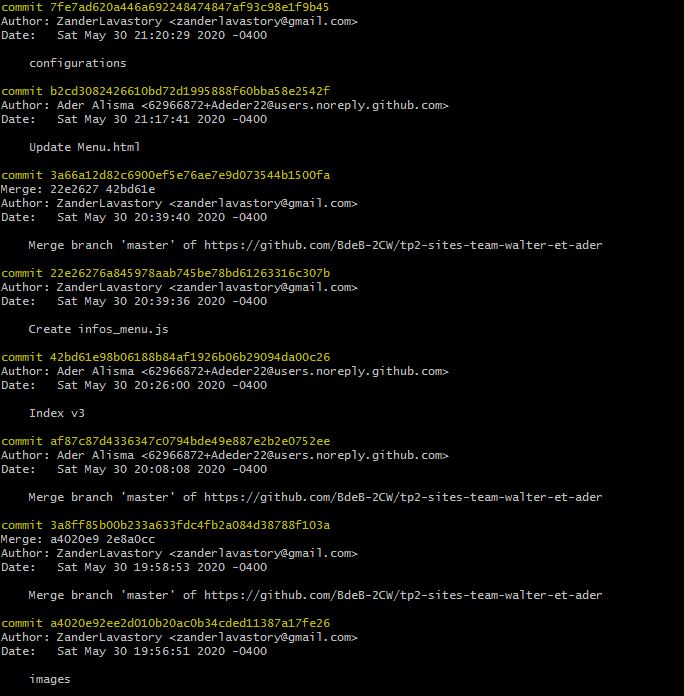 commit 7fe7ad620a446a692248474847af93c98e1f9b45
Author: ZanderLavastory <zanderlavastory@gmail.com>
Date:   Sat May 30 21:20:29 2020 -0400
configurations
commit b2cd3082426610bd72d1995888f60bba58e2542f
Author: Ader Alisma <62966872+Adeder22@users.noreply.github.com>
Date:   Sat May 30 21:17:41 2020 -0400
Update Menu.html
commit 3a66a12d82c6900ef5e76ae7e9d073544b1500fa
Merge: 22e2627 42bd61e
Author: ZanderLavastory <zanderlavastory@gmail.com>
Date:   Sat May 30 20:39:40 2020 -0400
Merge branch 'master' of https://github.com/BdeB-2CW/tp2-sites-team-walter-et-ader
commit 22e26276a845978aab745be78bd61263316c307b
Author: ZanderLavastory <zanderlavastory@gmail.com>
Date:   Sat May 30 20:39:36 2020 -0400
Create infos_menu.js
commit 42bd61e98b06188b84af1926b06b29094da00c26
Author: Ader Alisma <62966872+Adeder22@users.noreply.github.com>
Date:   Sat May 30 20:26:00 2020 -0400
Index v3
commit af87c87d4336347c0794bde49e887e2b2e0752ee
Author: Ader Alisma <62966872+Adeder22@users.noreply.github.com>
Date:   Sat May 30 20:08:08 2020 -0400
Merge branch 'master' of https://github.com/BdeB-2CW/tp2-sites-team-walter-et-ader
commit 3a8ff85b00b233a633fdc4fb2a084d38788f103a
Merge: a4020e9 2e8a0cc
Author: ZanderLavastory <zanderlavastory@gmail.com>
Date:   Sat May 30 19:58:53 2020 -0400
Merge branch 'master' of https://github.com/BdeB-2CW/tp2-sites-team-walter-et-ader
commit a4020e92ee2d010b20ac0b34cded11387a17fe26
Author: ZanderLavastory <zanderlavastory@gmail.com>
Date:   Sat May 30 19:56:51 2020 -0400
images